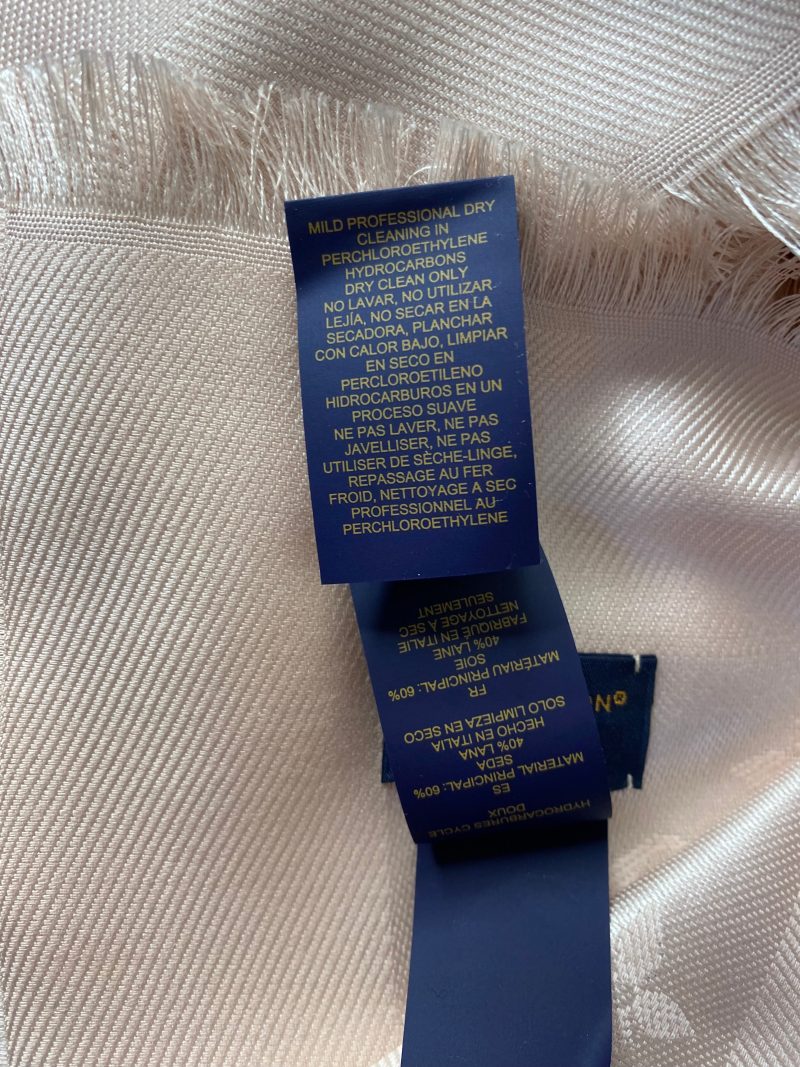 MILD PROFESSIONAL DRY
CLEANING IN
PERCHLOROETHYLENE
HYDROCARBONS
DRY CLEAN ONLY
NO LAVAR, NO UTILIZAR
LEJÍA, NO SECAR EN LA
SECADORA, PLANCHAR
CON CALOR BAJO, LIMPIAR
EN SECO EN
PERCLOROETILENO
HIDROCARBUROS EN UN
PROCESO SUAVE
NE PAS LAVER, NE PAS
JAVELLISER, NE PAS
UTILISER DE SÈCHE-LINGE,
REPASSAGE AU FER
FROID, NETTOYAGE A SEC
PROFESSIONNEL AU
PERCHLOROETHYLENE
HYDROCARBURES CYCLE
DOUX
ES
MATERIAL PRINCIPAL: 60%
SEDA
40% LANA
HECHO EN ITALIA
SOLO LIMPIEZA EN SECO
FR
MATÉRIAU PRINCIPAL: 60%
SOIE
40% LAINE
FABRIQUÉ EN ITALIE
NETTOYAGE À SEC
SEULEMENT